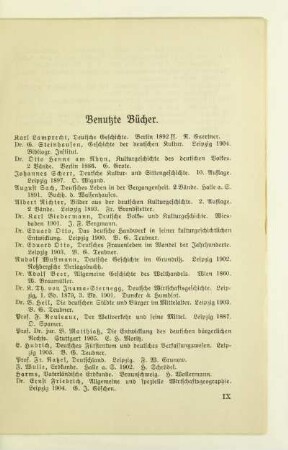 Benutzte Bücher.
Karl Lamprecht, Deutsche Geschichte. Berlin 1892 ff. R. Gaertner.
Dr. G. Steinhausen, Geschichte der deutschen Kultur. Leipzig 1904.
Bibliogr. Institut.
Dr. Otto Henne am Rhyn, Kulturgeschichte des deutschen Volkes.
2 Bände. Berlin 1886. G. Grote.
Johannes Scherr, Deutsche Kultur- und Sittengeschichte. 10. Auflage.
Leipzig 1897. O. Wigand.
August Sach, Deutsches Leben in der Vergangenheit. 2 Bände. Halle a. S.
1891. Buchh. d. Waisenhauses.
Albert Richter, Bilder aus der deutschen Kulturgeschichte. 2. Auflage.
2 Bände. Leipzig 1893. Fr. Brandstetter.
Dr. Karl Biedermann, Deutsche Volks- und Kulturgeschichte. Wies-
baden 1901. J. F. Bergmann.
Dr. Eduard Otto, Das deutsche Handwerk in seiner kulturgeschichtlichen
Entwicklung. Leipzig 1900. B. G. Teubner.
Dr. Eduard Otto, Deutsches Frauenleben im Wandel der Jahrhunderte.
Leipzig 1903. B. G. Teubner.
Rudolf Wustmann, Deutsche Geschichte im Grundriß. Leipzig 1902.
Roßbergsche Verlagsbuchh.
Dr. Adolf Beer, Allgemeine Geschichte des Welthandels. Wien 1860.
W. Braumüller.
Dr. K. Th. von Inama-Sternegg, Deutsche Wirtschaftsgeschichte. Leip-
zig, 1. Bd. 1879, 3. Bd. 1901. Duncker & Humblot.
Dr. B. Heil, Die deutschen Städte und Bürger im Mittelalter. Leipzig 1903.
B. G. Teubner.
Prof. F. Reuleaux, Der Weltverkehr und seine Mittel. Leipzig 1887.
O. Spamer.
Prof. Dr. jur. B. Matthiaß, Die Entwicklung der deutschen bürgerlichen
Rechts. Stuttgart 1905. E. H. Moritz.
E. Hubrich, Deutsches Fürstentum und deutsches Verfassungswesen. Leip-
zig 1905. B. G. Teubner.
Prof. Fr. Ratzel, Deutschland. Leipzig. F. W. Grunow.
F. Wulle, Erdkunde. Halle a. S. 1902. H. Schroedel.
Harms, Vaterländische Erdkunde. Braunschweig. H. Wollermann.
Dr. Ernst Friedrich, Allgemeine und spezielle Wirtschaftsgeographie.
Leipzig 1904. G. J. Göschen.
IX